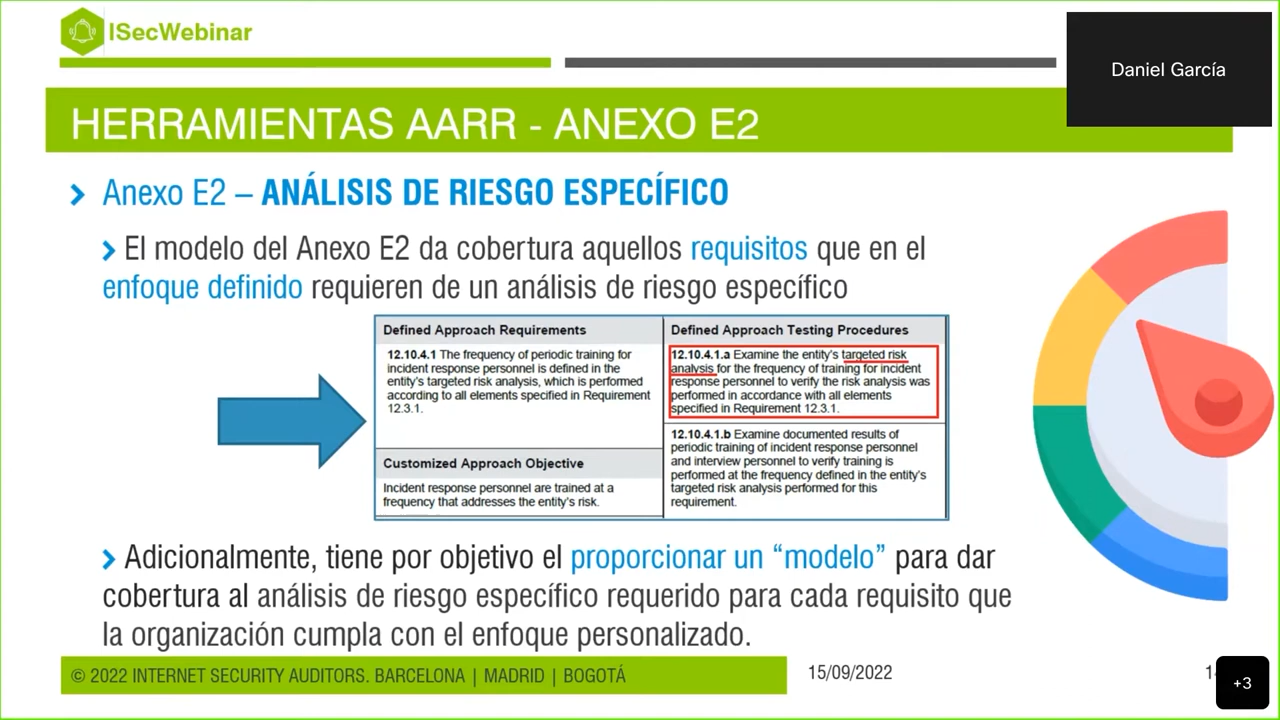 ISecWebinar
Daniel García
HERRAMIENTAS AARR - ANEXO E2
Anexo E2 – ANÁLISIS DE RIESGO ESPECÍFICO
El modelo del Anexo E2 da cobertura aquellos requisitos que en el
enfoque definido requieren de un análisis de riesgo específico
Defined Approach Requirements
12.10.4.1 The frequency of periodic training for
incident response personnel is defined in the
entity's targeted risk analysis, which is performed
according to all elements specified in Requirement
12.3.1.
Customized Approach Objective
Incident response personnel are trained at a
frequency that addresses the entity's risk.
Defined Approach Testing Procedures
12.10.4.1.a Examine the entity's targeted risk
analysis for the frequency of training for incident
response personnel to verify the risk analysis was
performed in accordance with all elements
specified in Requirement 12.3.1.
12.10.4.1.b Examine documented results of
periodic training of incident response personnel
and interview personnel to verify training is
performed at the frequency defined in the entity's
targeted risk analysis performed for this
requirement.
Adicionalmente, tiene por objetivo el proporcionar un “modelo” para dar
cobertura al análisis de riesgo específico requerido para cada requisito que
la organización cumpla con el enfoque personalizado.
© 2022 INTERNET SECURITY AUDITORS. BARCELONA | MADRID | BOGOTÁ
15/09/2022
+3